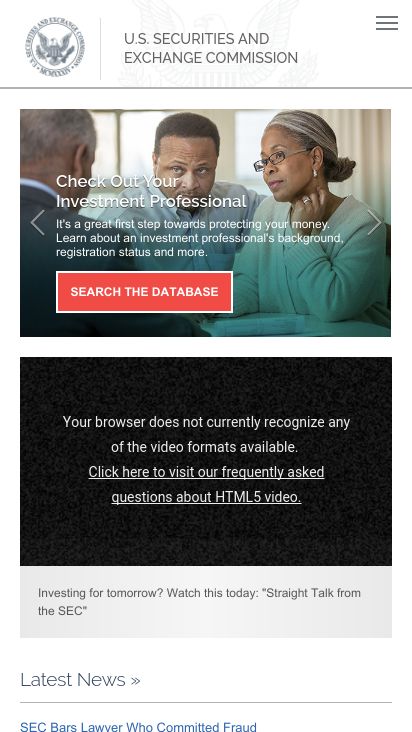 U.S. SECURITIES AND
EXCHANGE COMMISSION
Check Out Your
Investment Professional
It's a great first step towards protecting your money.
Learn about an investment professional's background,
registration status and more.
SEARCH THE DATABASE
Your browser does not currently recognize any
of the video formats available.
Click here to visit our frequently asked
questions about HTML5 video.
Investing for tomorrow? Watch this today: "Straight Talk from
the SEC"
Latest News »
SEC Bars Lawyer Who Committed Fraud